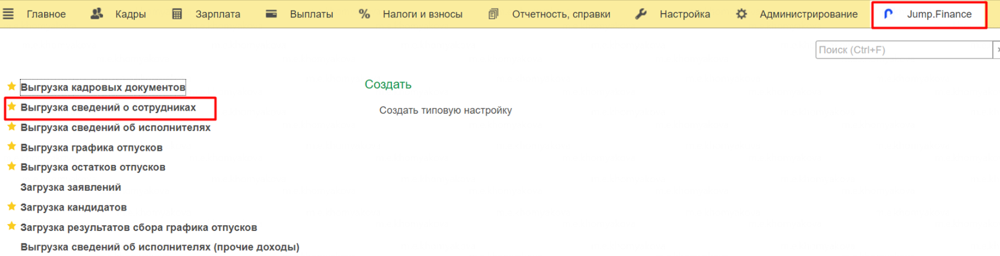 Главное Кадры Зарплата Выплаты Налоги и взносы Отчетность, справки Настройка Администрирование Jump.Finance
Поиск (Ctrl+F)
Выгрузка кадровых документов
Выгрузка сведений о сотрудниках
Выгрузка сведений об исполнителях
Выгрузка графика отпусков
Выгрузка остатков отпусков
Загрузка заявлений
Загрузка кандидатов
Загрузка результатов сбора графика отпусков
Выгрузка сведений об исполнителях (прочие доходы)
Создать
Создать типовую настройку